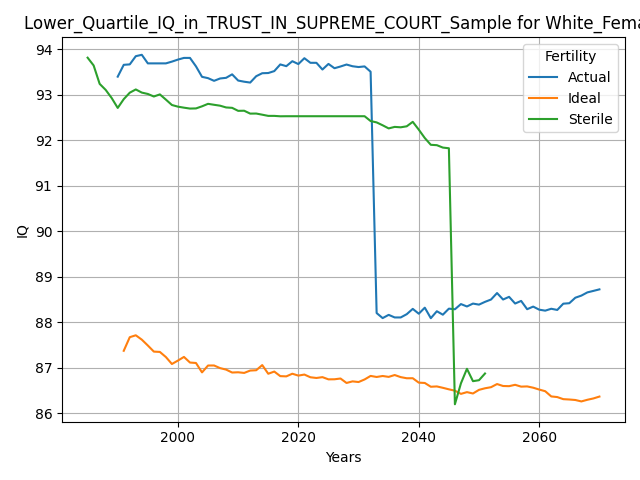 Lower_Quartile_IQ_in_TRUST_IN_SUPREME_COURT_Sample for White_Fema
Fertility
Actual
Ideal
Sterile
94
93
92
91
90
89
88
87
86
IQ
2000
2020
2040
2060
Years